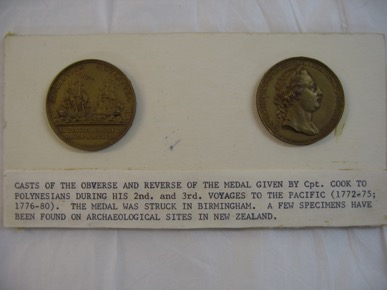 CASTS OF THE OBVERSE AND REVERSE OF THE MEDAL GIVEN BY Cpt. COOK TO
POLYNESIANS DURING HIS 2nd. and 3rd. VOYAGES TO THE PACIFIC (1772-75;
1776-80). THE MEDAL WAS STRUCK IN BIRMINGHAM. A FEW SPECIMENS HAVE
BEEN FOUND ON ARCHAEOLOGICAL SITES IN NEW ZEALAND.